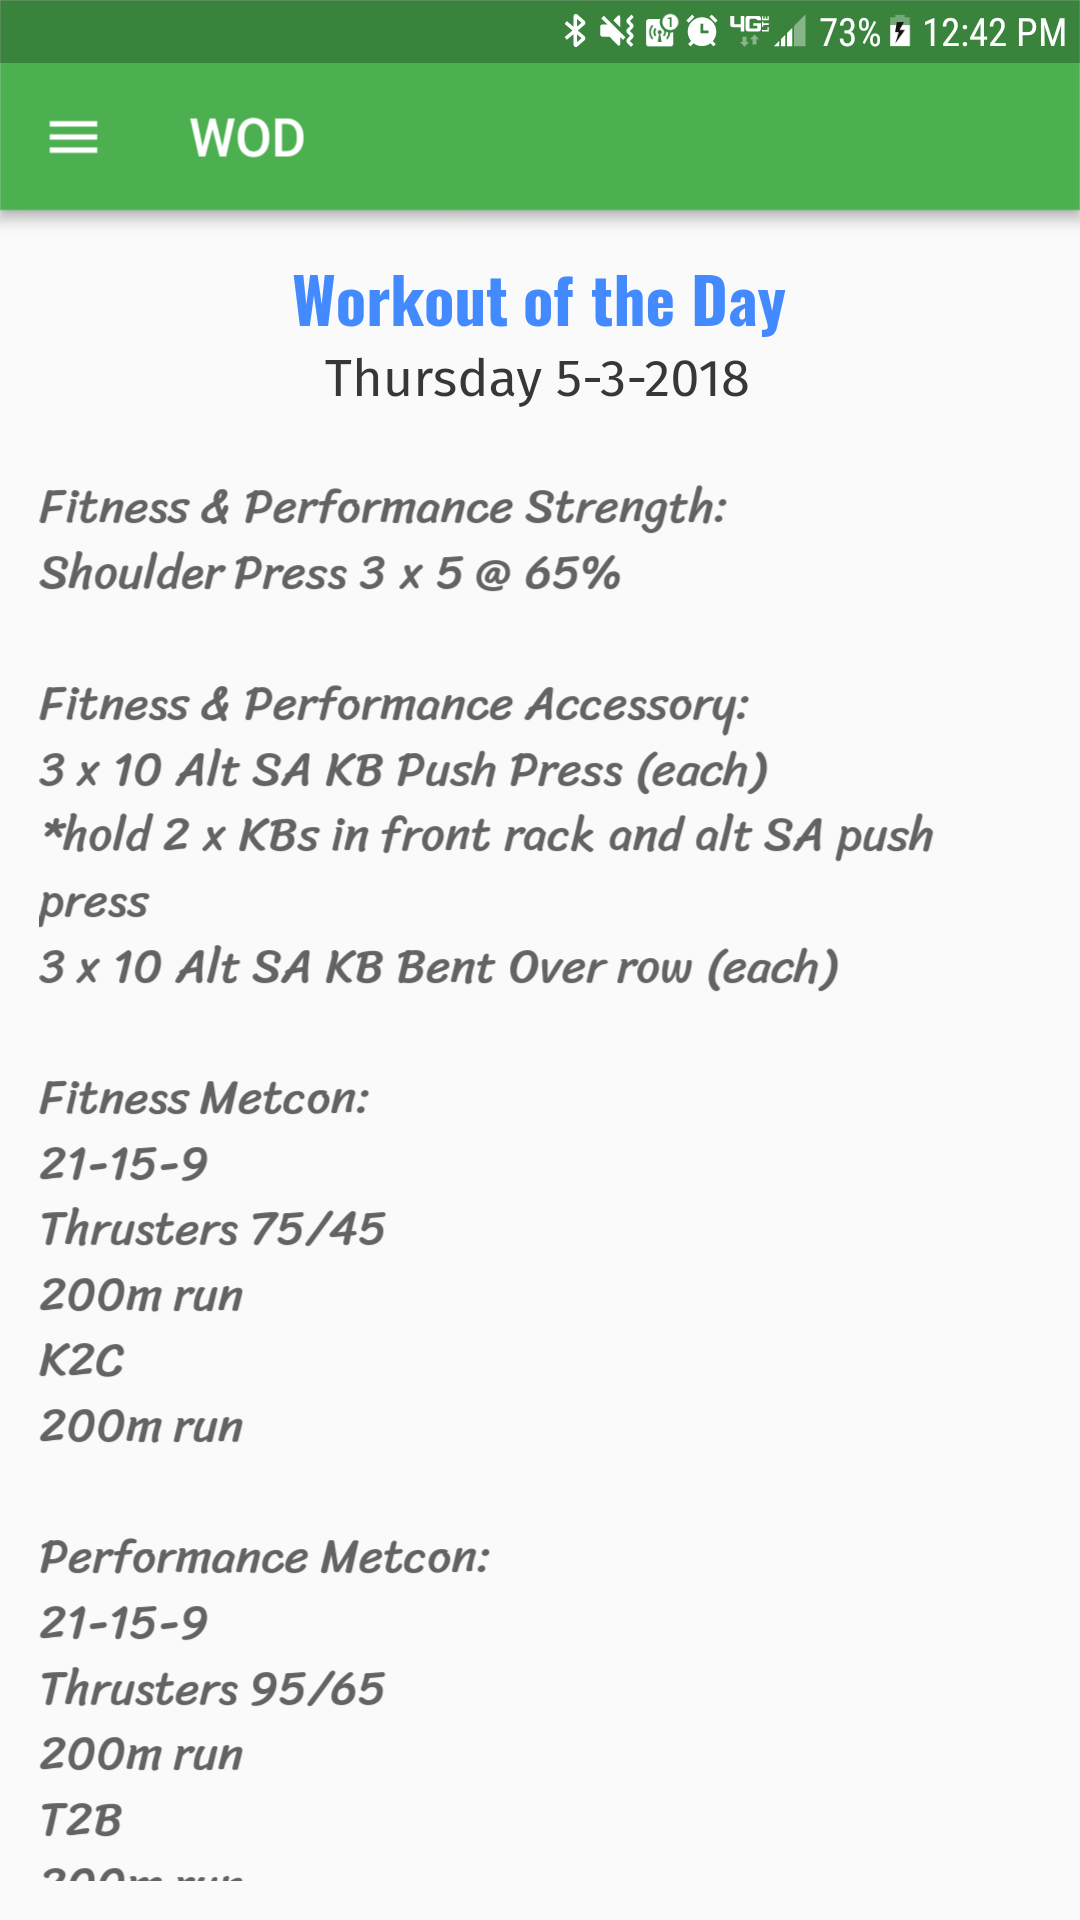 4G LTE 73% 12:42 PM
WOD
Workout of the Day
Thursday 5-3-2018
Fitness & Performance Strength:
Shoulder Press 3 x 5 @ 65%
Fitness & Performance Accessory:
3 x 10 Alt SA KB Push Press (each)
*hold 2 x KBs in front rack and alt SA push
press
3 x 10 Alt SA KB Bent Over row (each)
Fitness Metcon:
21-15-9
Thrusters 75/45
200m run
K2C
200m run
Performance Metcon:
21-15-9
Thrusters 95/65
200m run
T2B
200m run